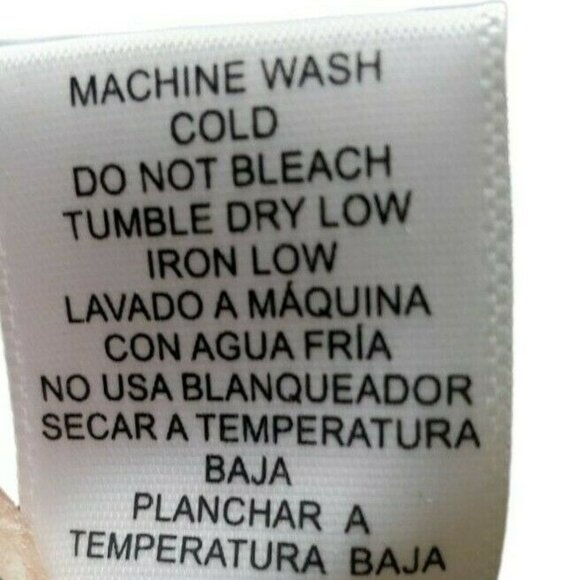 MACHINE WASH
COLD
DO NOT BLEACH
TUMBLE DRY LOW
IRON LOW
LAVADO A MÁQUINA
CON AGUA FRÍA
NO USA BLANQUEADOR
SECAR A TEMPERATURA
BAJA
PLANCHAR A
TEMPERATURA BAJA